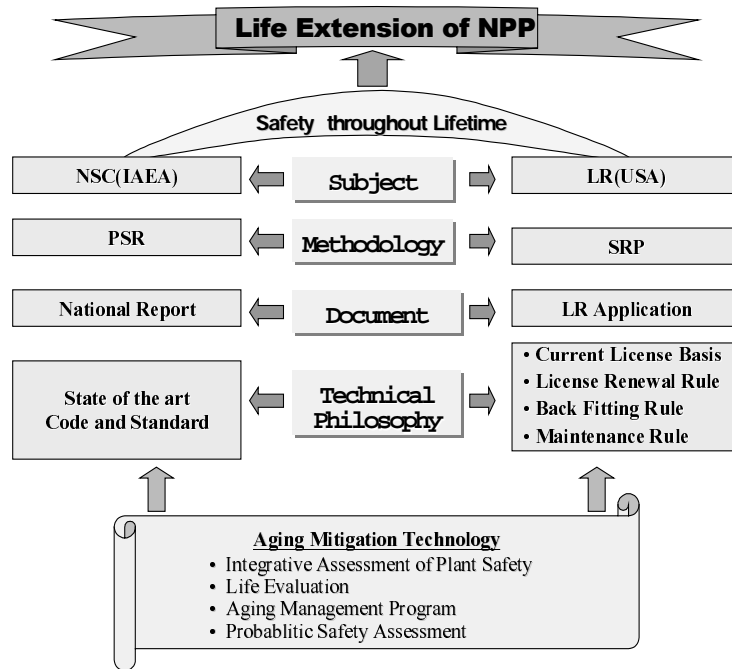 Life Extension of NPP
Safety throughout Lifetime
NSC(IAEA)
Subject
LR(USA)
PSR
Methodology
SRP
National Report
Document
LR Application
State of the art
Code and Standard
Technical
Philosophy
• Current License Basis
• License Renewal Rule
• Back Fitting Rule
• Maintenance Rule
Aging Mitigation Technology
• Integrative Assessment of Plant Safety
• Life Evaluation
• Aging Management Program
• Probablitic Safety Assessment